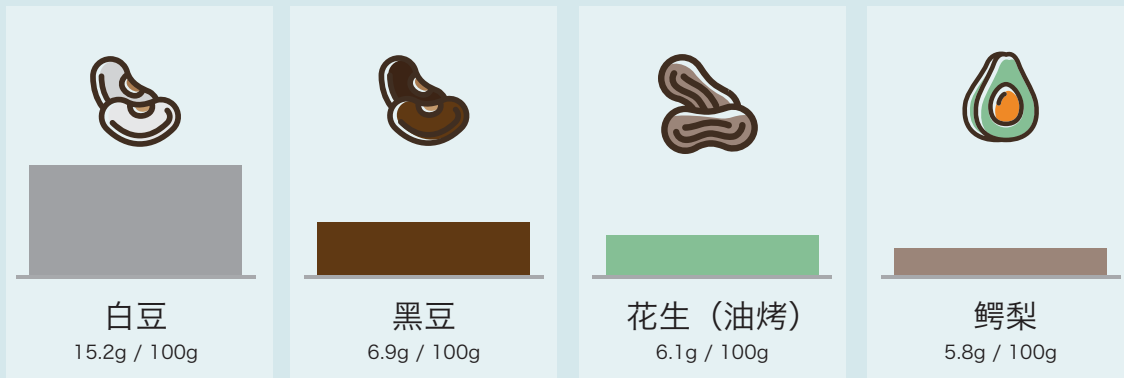 白豆
15.2g / 100g
黑豆
6.9g / 100g
花生（油烤）
6.1g / 100g
鳄梨
5.8g / 100g